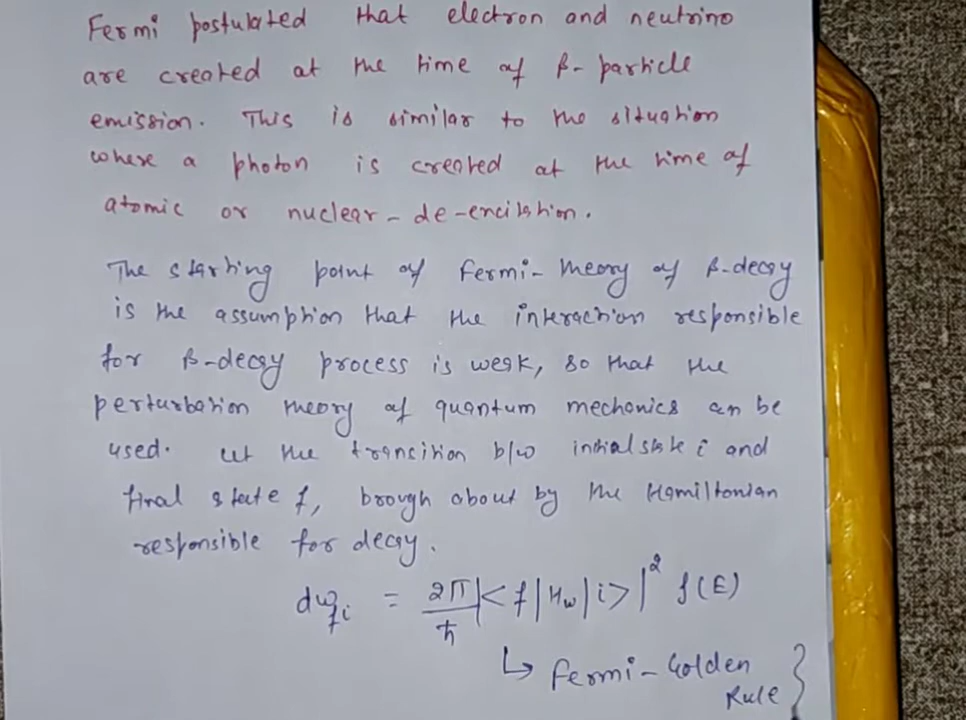 Fermi postulated that electron and neutrino
are created at the time of β-particle
emission. This is similar to the situation
where a photon is created at the time of
atomic or nuclear-de-excitation.
The starting point of Fermi-theory of β-decay
is the assumption that the interaction responsible
for β-decay process is weak, so that the
perturbation theory of quantum mechanics can be
used. let the transition b/w initial state i and
final state f, brough about by the Hamiltonian
responsible for decay.
dω_fi = 2π/ħ |<f|H_w|i>|² ρ(E)
↳ Fermi-Golden
Rule }